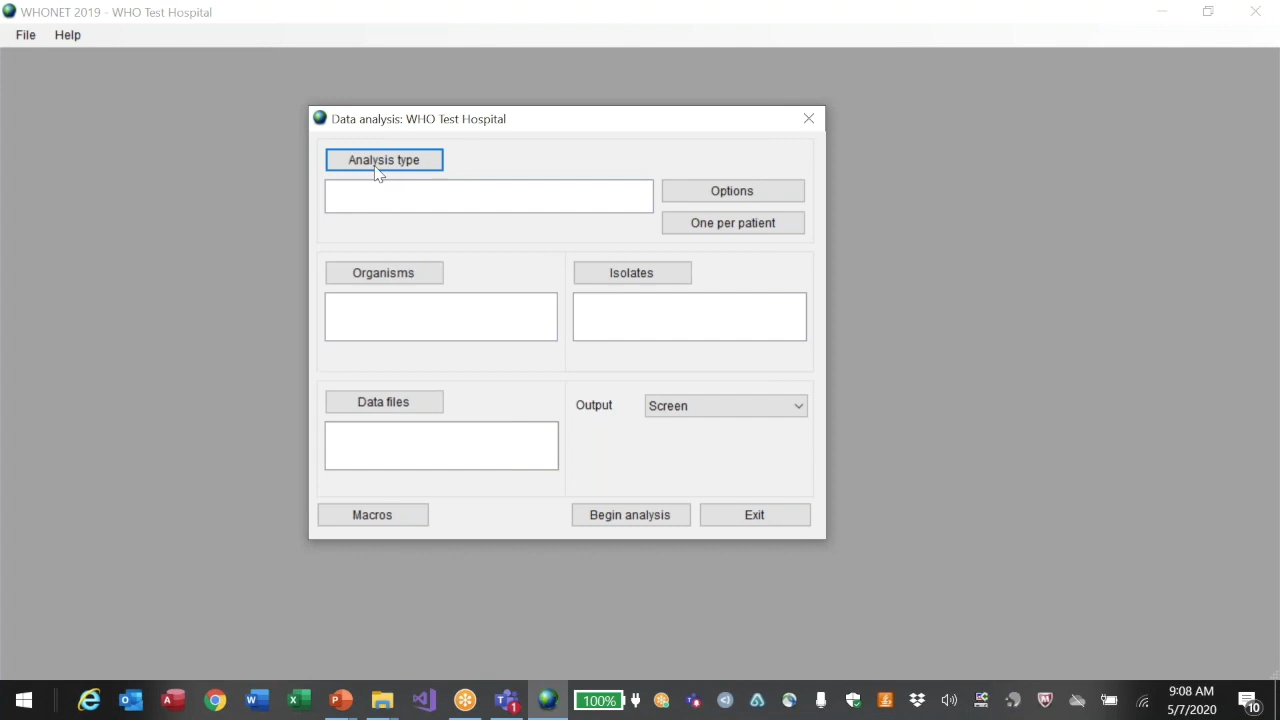 WHONET 2019 - WHO Test Hospital
File Help
Data analysis: WHO Test Hospital
Analysis type
Options
One per patient
Organisms
Isolates
Data files
Output Screen
Macros
Begin analysis
Exit
100%
9:08 AM
5/7/2020
10
1